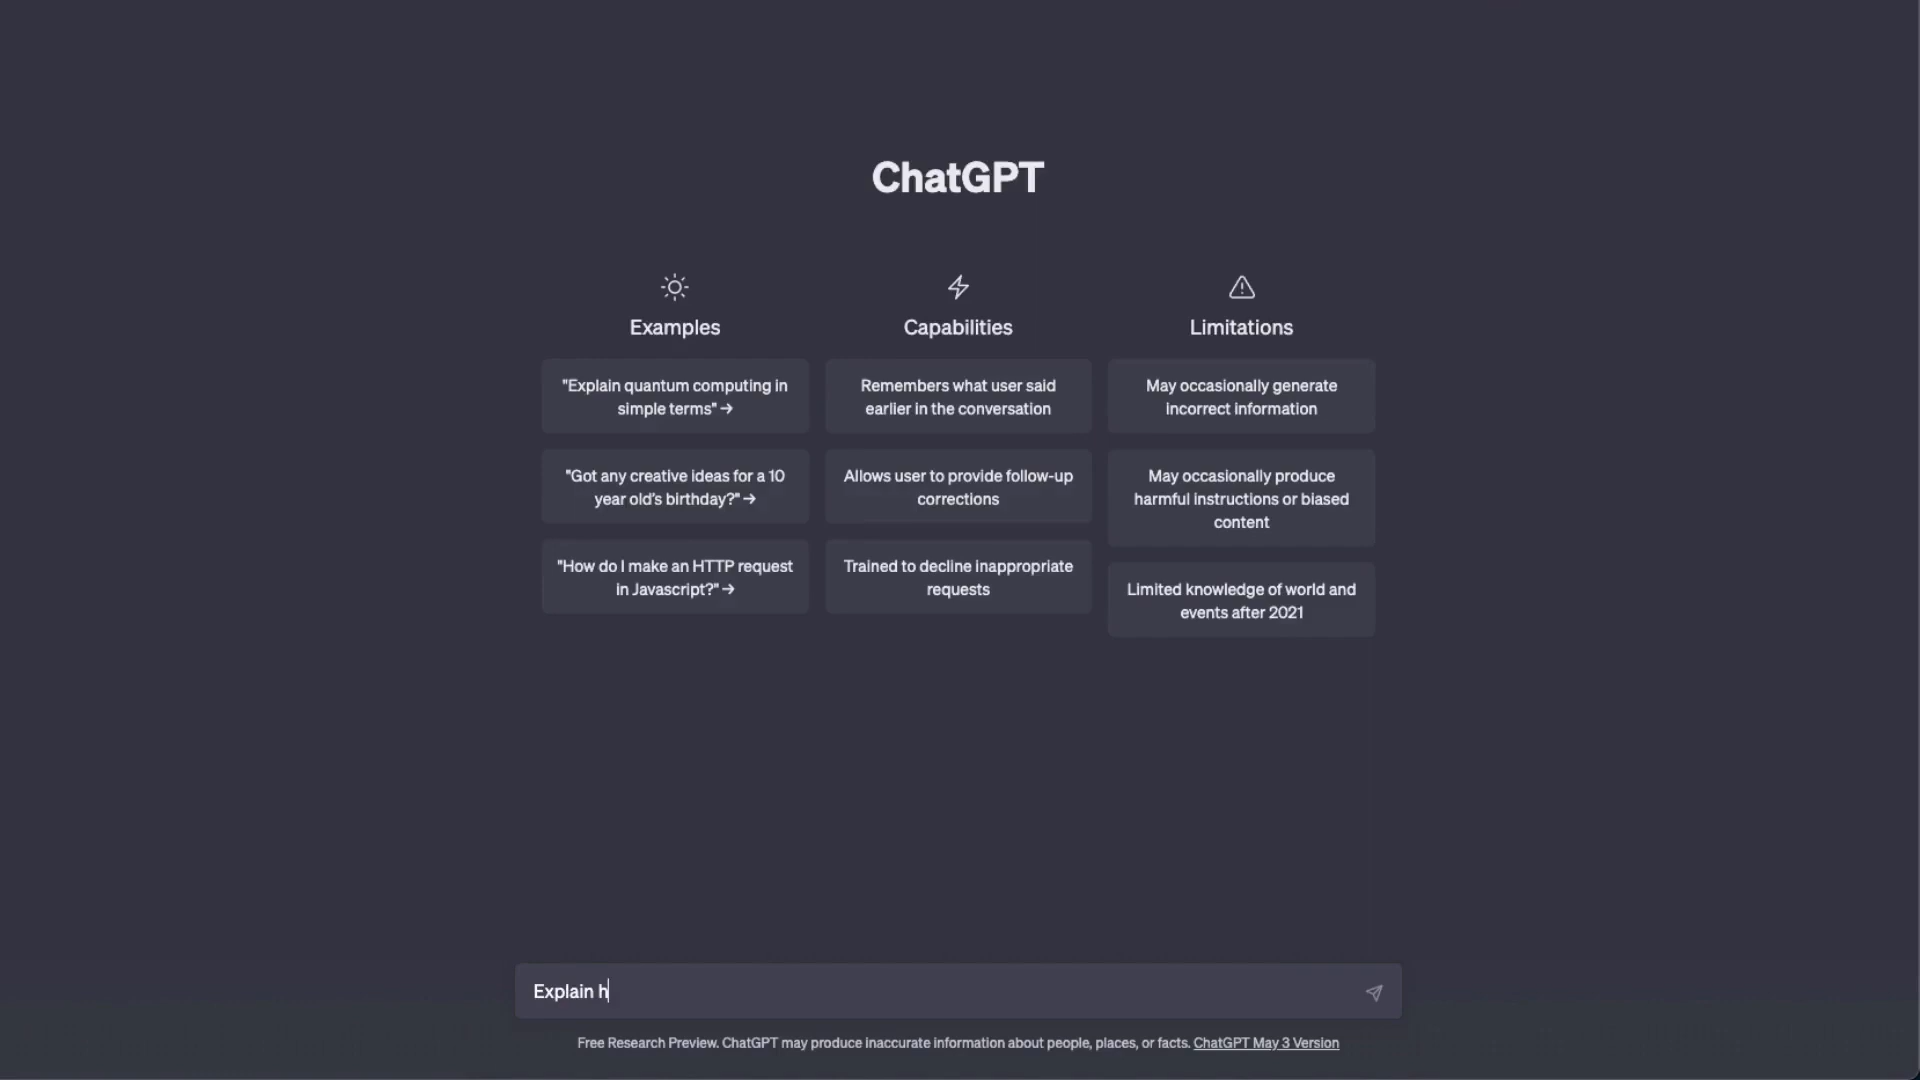 ChatGPT
Examples
"Explain quantum computing in
simple terms" →
"Got any creative ideas for a 10
year old's birthday?" →
"How do I make an HTTP request
in Javascript?" →
Capabilities
Remembers what user said
earlier in the conversation
Allows user to provide follow-up
corrections
Trained to decline inappropriate
requests
Limitations
May occasionally generate
incorrect information
May occasionally produce
harmful instructions or biased
content
Limited knowledge of world and
events after 2021
Explain h
Free Research Preview. ChatGPT may produce inaccurate information about people, places, or facts. ChatGPT May 3 Version